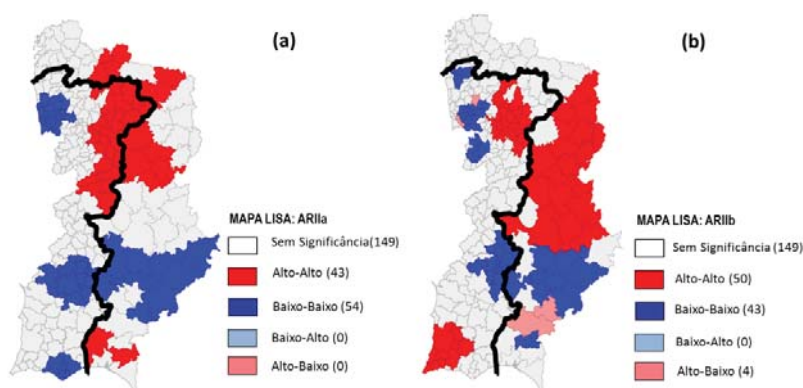 (a)
MAPA LISA: ARIIa
Sem Significância(149)
Alto-Alto (43)
Baixo-Baixo (54)
Baixo-Alto (0)
Alto-Baixo (0)
(b)
MAPA LISA: ARIIb
Sem Significância (149)
Alto-Alto (50)
Baixo-Baixo (43)
Baixo-Alto (0)
Alto-Baixo (4)